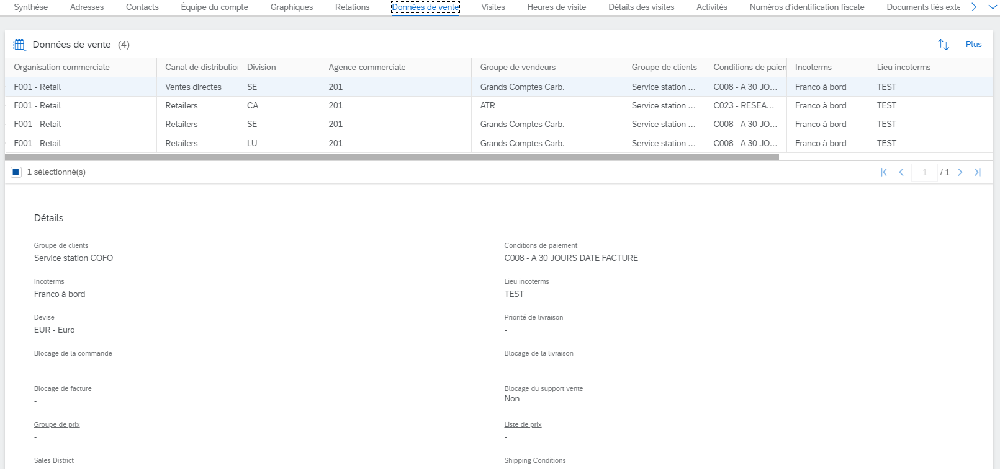 Synthèse Adresses Contacts Équipe du compte Graphiques Relations Données de vente Visites Heures de visite Détails des visites Activités Numéros d'identification fiscale Documents liés exte
Données de vente (4) Plus
Organisation commerciale Canal de distributio Division Agence commerciale Groupe de vendeurs Groupe de clients Conditions de paien Incoterms Lieu incoterms
F001 - Retail Ventes directes SE 201 Grands Comptes Carb. Service station ... C008 - A 30 JO... Franco à bord TEST
F001 - Retail Retailers CA 201 ATR Service station ... C023 - RESEA... Franco à bord TEST
F001 - Retail Retailers SE 201 Grands Comptes Carb. Service station ... C008 - A 30 JO... Franco à bord TEST
F001 - Retail Retailers LU 201 Grands Comptes Carb. Service station ... C008 - A 30 JO... Franco à bord TEST
1 sélectionné(s) 1 / 1
Détails
Groupe de clients Conditions de paiement
Service station COFO C008 - A 30 JOURS DATE FACTURE
Incoterms Lieu incoterms
Franco à bord TEST
Devise Priorité de livraison
EUR - Euro -
Blocage de la commande Blocage de la livraison
- -
Blocage de facture Blocage du support vente
- Non
Groupe de prix Liste de prix
- -
Sales District Shipping Conditions